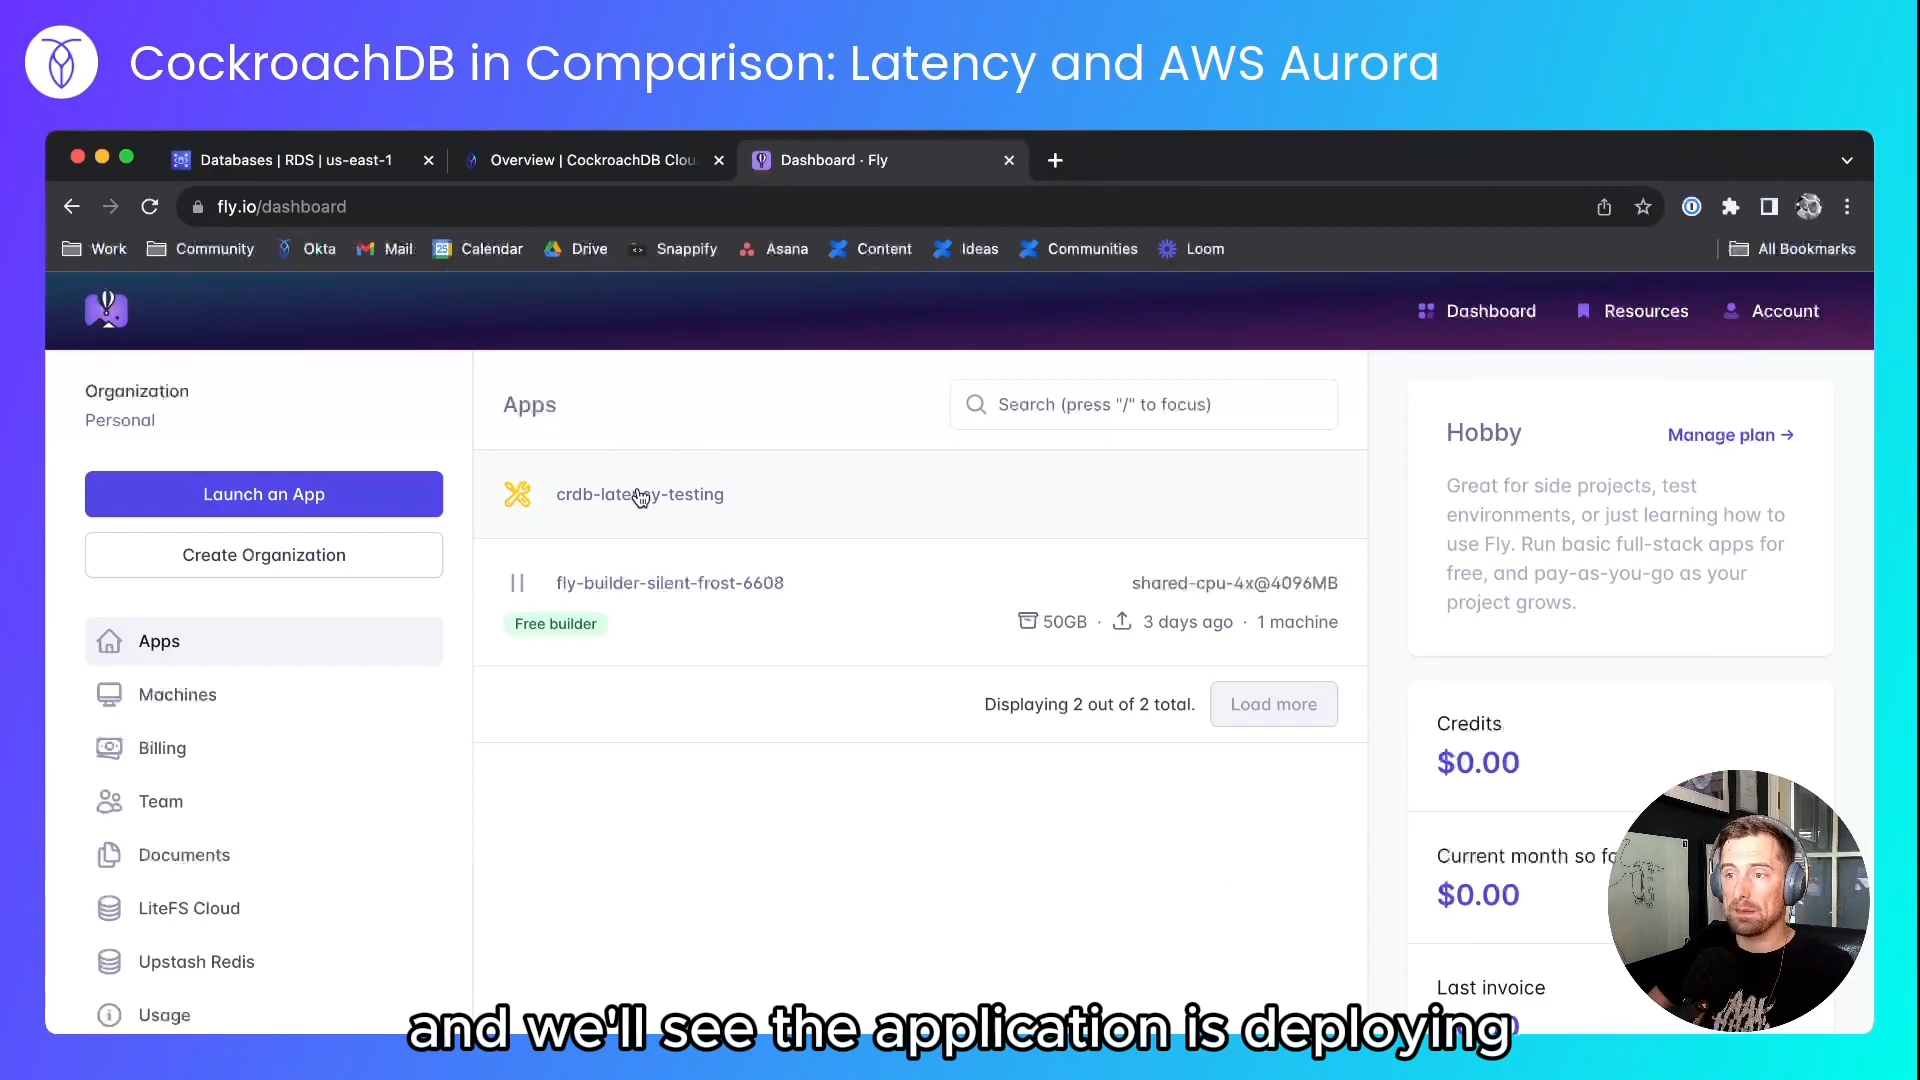 CockroachDB in Comparison: Latency and AWS Aurora
Databases | RDS | us-east-1
Overview | CockroachDB Clou
Dashboard · Fly
fly.io/dashboard
Work
Community
Okta
Mail
Calendar
Drive
Snappify
Asana
Content
Ideas
Communities
Loom
All Bookmarks
Dashboard
Resources
Account
Organization
Personal
Launch an App
Create Organization
Apps
Machines
Billing
Team
Documents
LiteFS Cloud
Upstash Redis
Usage
Apps
Search (press "/" to focus)
crdb-latency-testing
fly-builder-silent-frost-6608
shared-cpu-4x@4096MB
Free builder
50GB · 3 days ago · 1 machine
Displaying 2 out of 2 total.
Load more
Hobby
Manage plan →
Great for side projects, test
environments, or just learning how to
use Fly. Run basic full-stack apps for
free, and pay-as-you-go as your
project grows.
Credits
$0.00
Current month so fa
$0.00
Last invoice
and we'll see the application is deploying